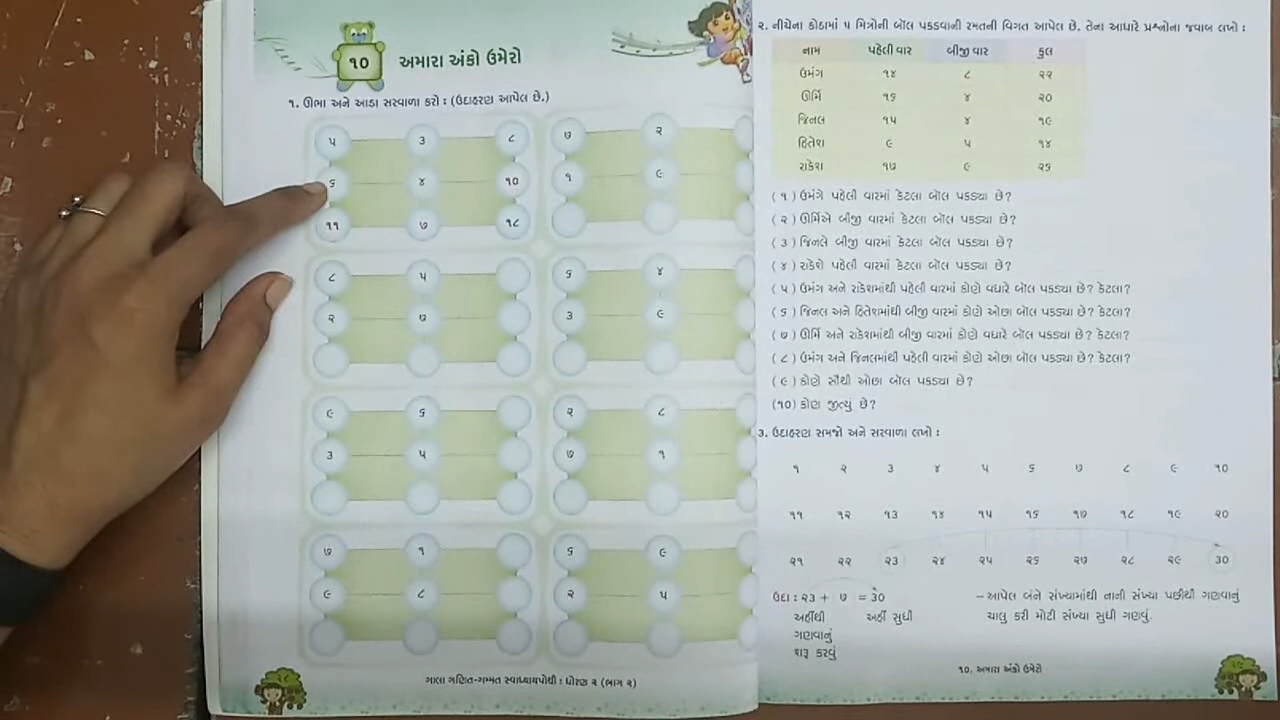 ૧૦ અમારા અંકો ઉમેરો
૧. ઊભા અને આડા સરવાળા કરો : (ઉદાહરણ આપેલ છે.)
૫ ૩ ૮ ૭ ૨
૬ ૪ ૧૦ ૧ ૯
૧૧ ૭ ૧૮
૮ ૫ ૬ ૪
૨ ૭ ૩ ૯
૯ ૬ ૨ ૮
૩ ૫ ૭ ૧
૭ ૧ ૬ ૯
૯ ૮ ૨ ૫
ગાલા ગણિત-ગમ્મત સ્વાધ્યાયપોથી : ધોરણ ૨ (ભાગ ૨)
૨. નીચેના કોઠામાં ૫ મિત્રોની બૉલ પકડવાની રમતની વિગત આપેલ છે. તેના આધારે પ્રશ્નોના જવાબ લખો :
નામ પહેલી વાર બીજી વાર કુલ
ઉમંગ ૧૪ ૮ ૨૨
ઊર્મિ ૧૬ ૪ ૨૦
જિનલ ૧૫ ૪ ૧૯
હિતેશ ૯ ૫ ૧૪
રાકેશ ૧૭ ૯ ૨૬
(૧) ઉમંગે પહેલી વારમાં કેટલા બૉલ પકડ્યા છે?
(૨) ઊર્મિએ બીજી વારમાં કેટલા બૉલ પકડ્યા છે?
(૩) જિનલે બીજી વારમાં કેટલા બૉલ પકડ્યા છે?
(૪) રાકેશે પહેલી વારમાં કેટલા બૉલ પકડ્યા છે?
(૫) ઉમંગ અને રાકેશમાંથી પહેલી વારમાં કોણે વધારે બૉલ પકડ્યા છે? કેટલા?
(૬) જિનલ અને હિતેશમાંથી બીજી વારમાં કોણે ઓછા બૉલ પકડ્યા છે? કેટલા?
(૭) ઊર્મિ અને રાકેશમાંથી બીજી વારમાં કોણે વધારે બૉલ પકડ્યા છે? કેટલા?
(૮) ઉમંગ અને જિનલમાંથી પહેલી વારમાં કોણે ઓછા બૉલ પકડ્યા છે? કેટલા?
(૯) કોણે સૌથી ઓછા બૉલ પકડ્યા છે?
(૧૦) કોણ જીત્યું છે?
૩. ઉદાહરણ સમજો અને સરવાળા લખો :
૧ ૨ ૩ ૪ ૫ ૬ ૭ ૮ ૯ ૧૦
૧૧ ૧૨ ૧૩ ૧૪ ૧૫ ૧૬ ૧૭ ૧૮ ૧૯ ૨૦
૨૧ ૨૨ ૨૩ ૨૪ ૨૫ ૨૬ ૨૭ ૨૮ ૨૯ ૩૦
ઉદા : ૨૩ + ૭ = ૩૦ – આપેલ બંને સંખ્યામાંથી નાની સંખ્યા પછીથી ગણવાનું
અહીંથી અહીં સુધી ચાલુ કરી મોટી સંખ્યા સુધી ગણવું.
ગણવાનું
શરૂ કરવું
૧૦. અમારા અંકો ઉમેરો